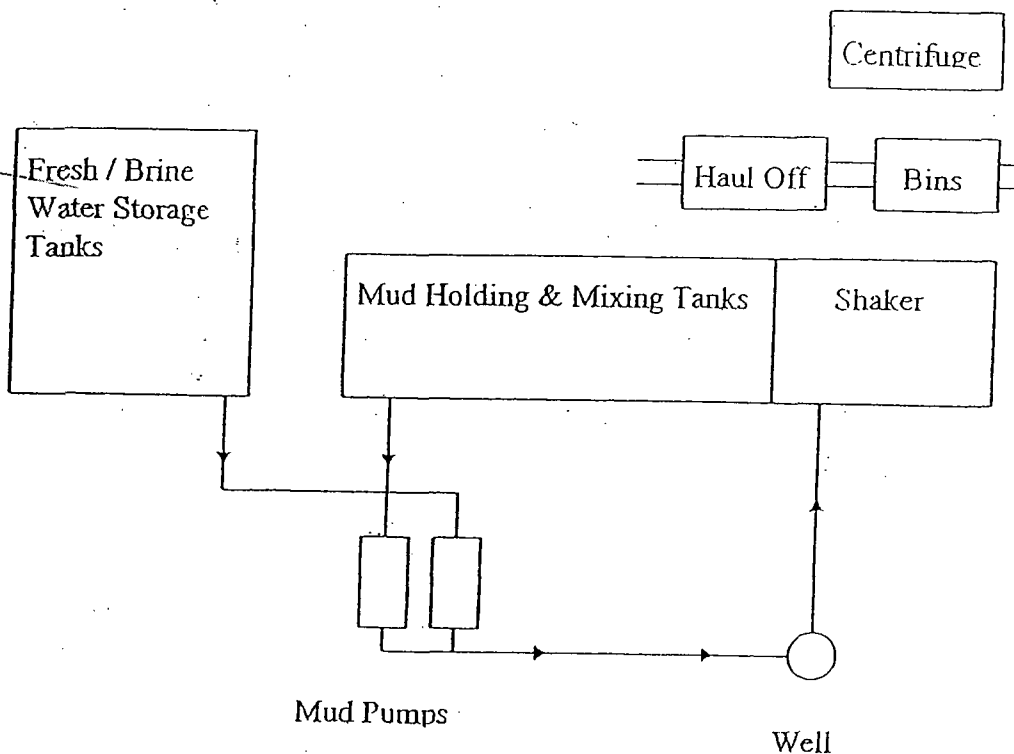 Centrifuge
Fresh / Brine
Water Storage
Tanks
Haul Off
Bins
Mud Holding & Mixing Tanks
Shaker
Mud Pumps
Well